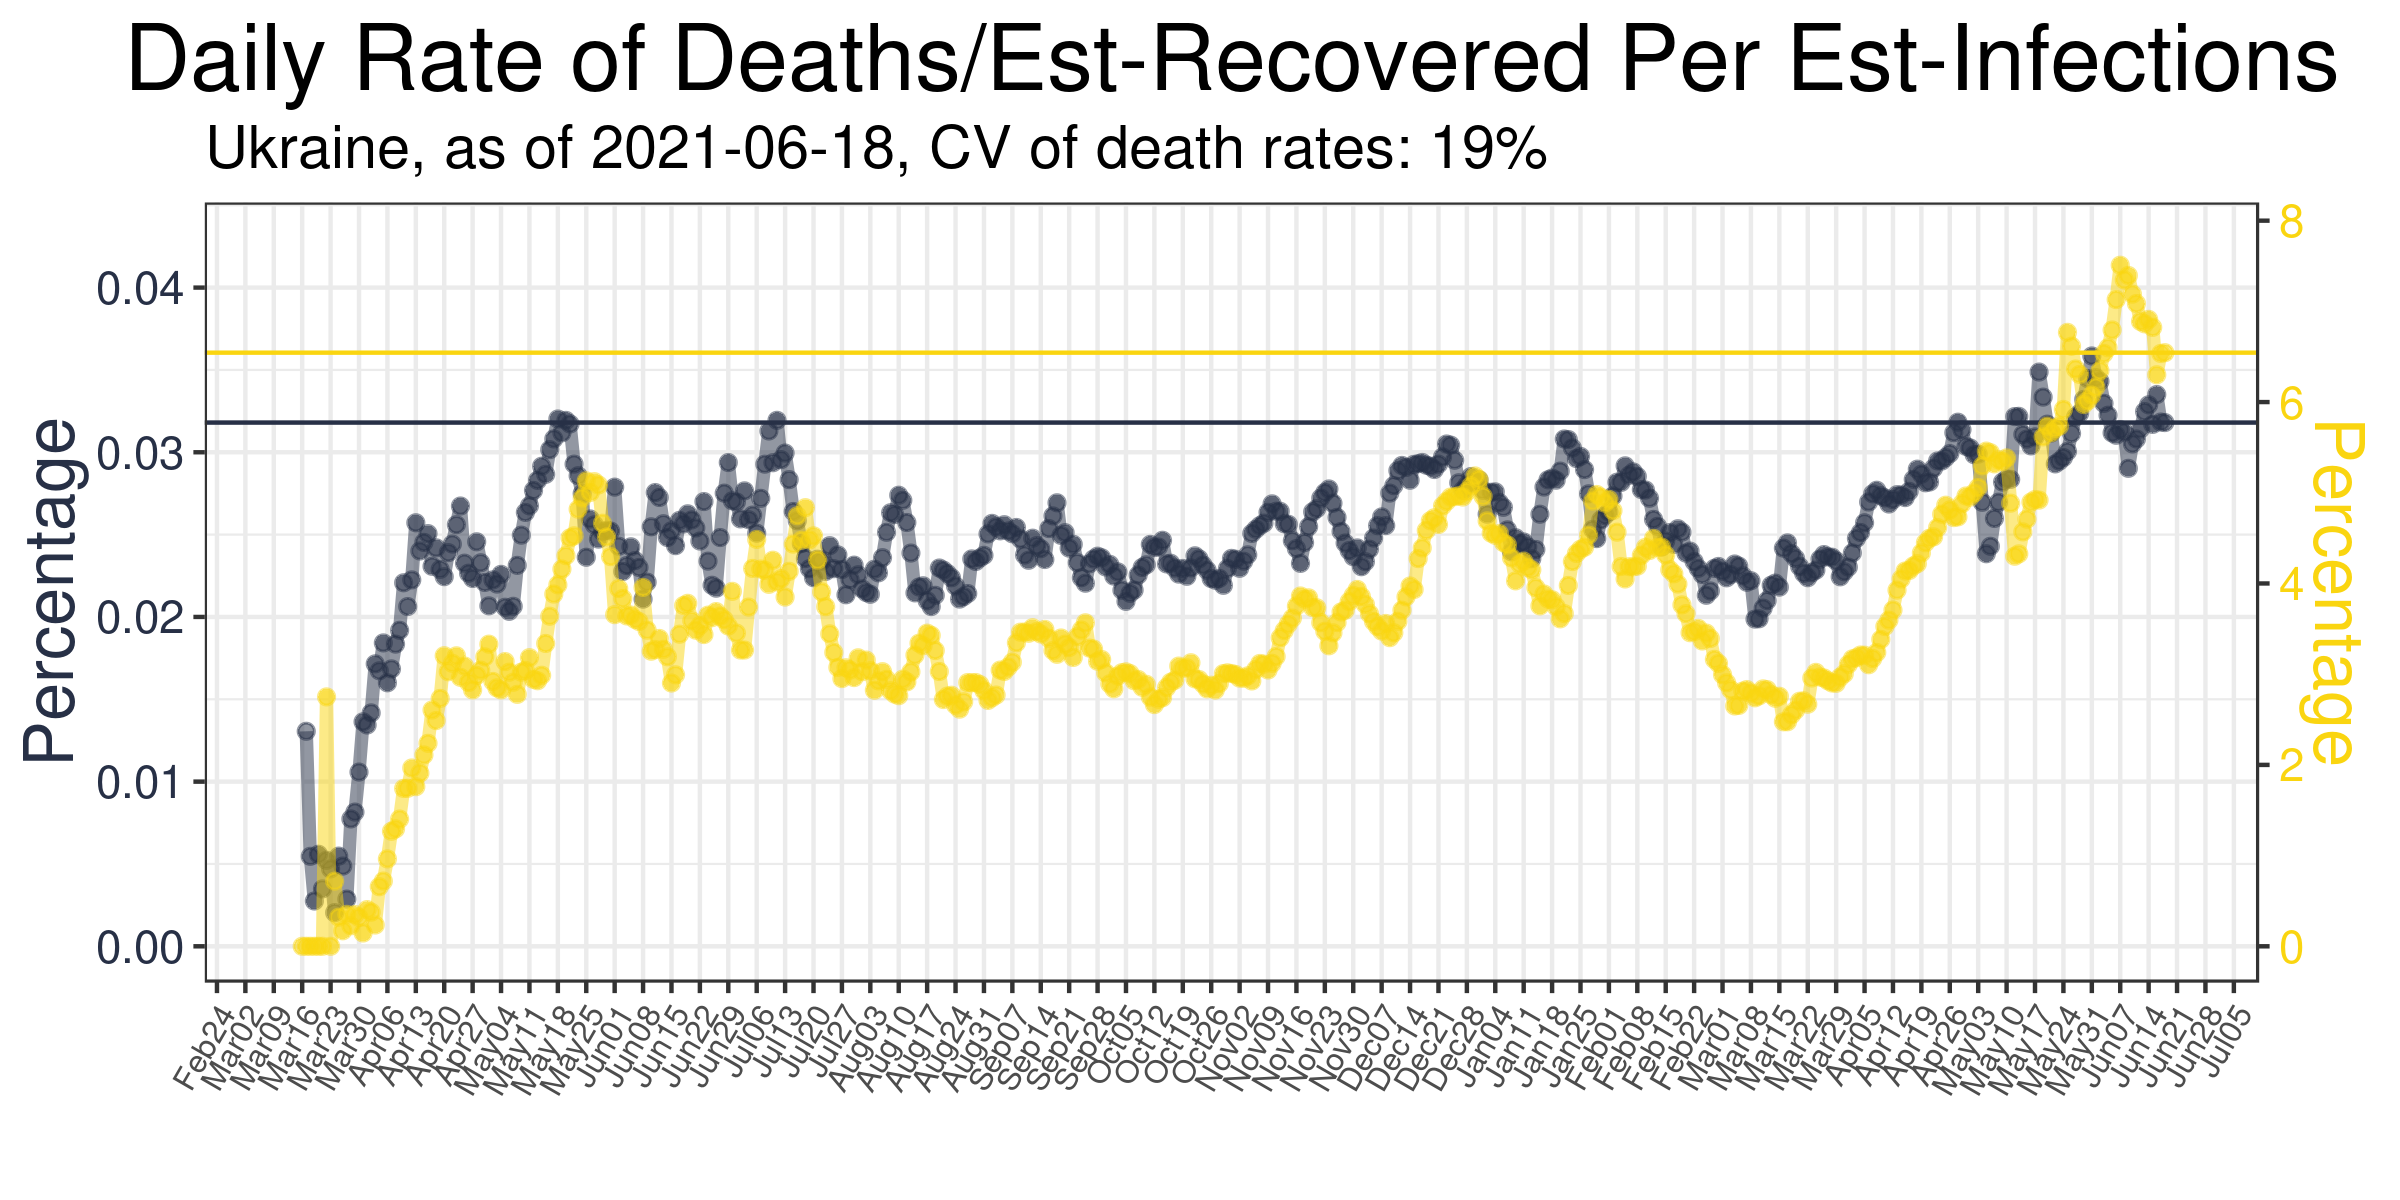 Daily Rate of Deaths/Est-Recovered Per Est-Infections
Ukraine, as of 2021-06-18, CV of death rates: 19%
Percentage
0.04
0.03
0.02
0.01
0.00
8
6
4
2
0
Percentage
Feb24
Mar02
Mar09
Mar16
Mar23
Mar30
Apr06
Apr13
Apr20
Apr27
May04
May11
May18
May25
Jun01
Jun08
Jun15
Jun22
Jun29
Jul06
Jul13
Jul20
Jul27
Aug03
Aug10
Aug17
Aug24
Aug31
Sep07
Sep14
Sep21
Sep28
Oct05
Oct12
Oct19
Oct26
Nov02
Nov09
Nov16
Nov23
Nov30
Dec07
Dec14
Dec21
Dec28
Jan04
Jan11
Jan18
Jan25
Feb01
Feb08
Feb15
Feb22
Mar01
Mar08
Mar15
Mar22
Mar29
Apr05
Apr12
Apr19
Apr26
May03
May10
May17
May24
May31
Jun07
Jun14
Jun21
Jun28
Jul05